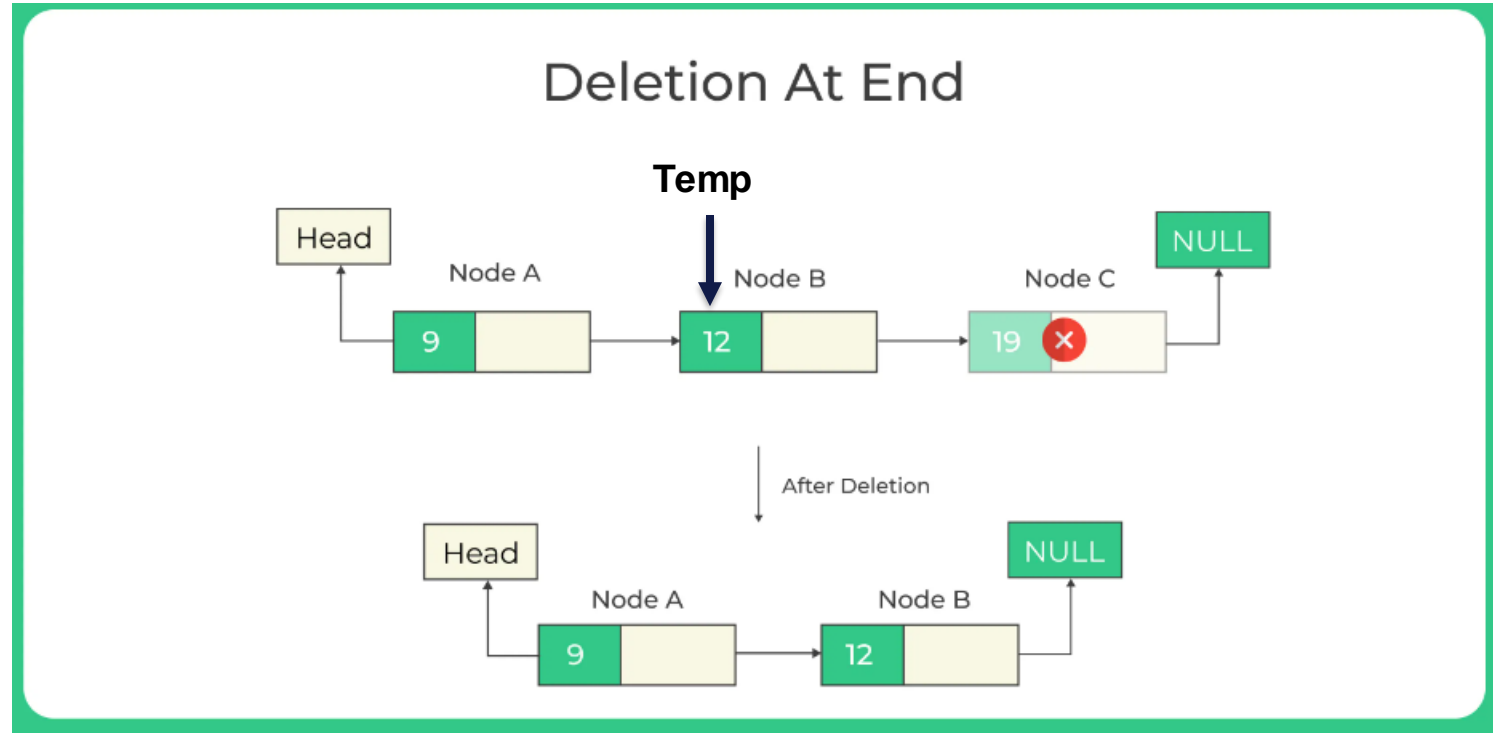 Deletion At End
Temp
Head
NULL
Node A
Node B
Node C
9
12
19
After Deletion
Head
NULL
Node A
Node B
9
12